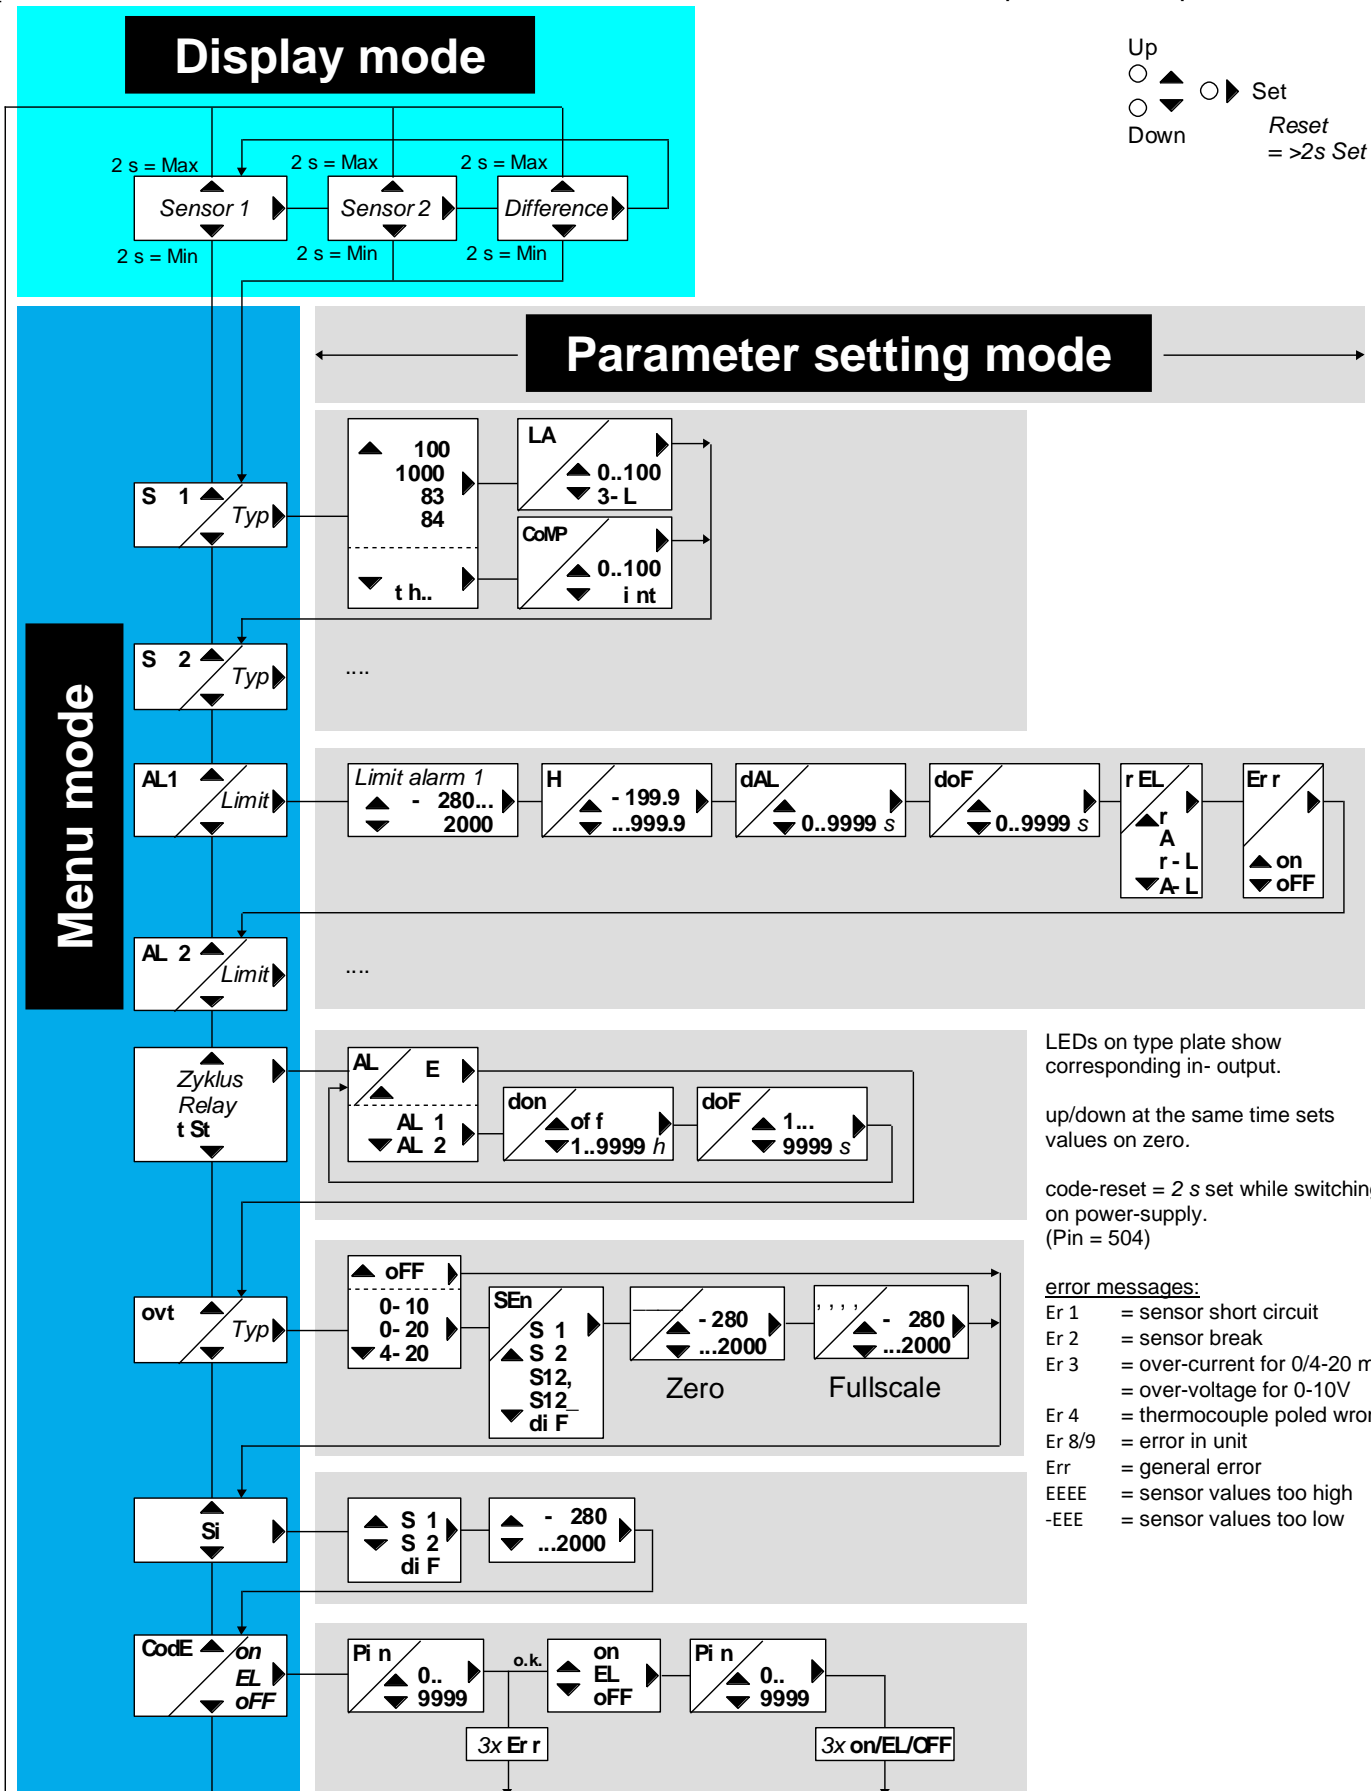 Display mode
Up
Set
Down
Reset
= >2s Set
2 s = Max
2 s = Max
2 s = Max
Sensor 1
Sensor 2
Difference
2 s = Min
2 s = Min
2 s = Min
Menu mode
Parameter setting mode
S 1
Typ
100
1000
83
84
t h..
LA
0..100
3- L
CoMP
0..100
i nt
S 2
Typ
....
AL1
Limit
Limit alarm 1
- 280...
2000
H
- 199.9
...999.9
dAL
0..9999 s
doF
0..9999 s
r EL
r
A
r - L
A- L
Er r
on
oFF
AL 2
Limit
....
Zyklus
Relay
t St
AL
E
AL 1
AL 2
don
of f
1..9999 h
doF
1...
9999 s
LEDs on type plate show
corresponding in- output.
up/down at the same time sets
values on zero.
code-reset = 2 s set while switching
on power-supply.
(Pin = 504)
ovt
Typ
oFF
0- 10
0- 20
4- 20
SEn
S 1
S 2
S12,
S12_
di F
____
- 280
...2000
Zero
, , , ,
- 280
...2000
Fullscale
error messages:
Er 1 = sensor short circuit
Er 2 = sensor break
Er 3 = over-current for 0/4-20 m
= over-voltage for 0-10V
Er 4 = thermocouple poled wron
Er 8/9 = error in unit
Err = general error
EEEE = sensor values too high
-EEE = sensor values too low
Si
S 1
S 2
di F
- 280
...2000
CodE
on
EL
oFF
Pi n
0..
9999
o.k.
on
EL
oFF
Pi n
0..
9999
3x Er r
3x on/EL/OFF